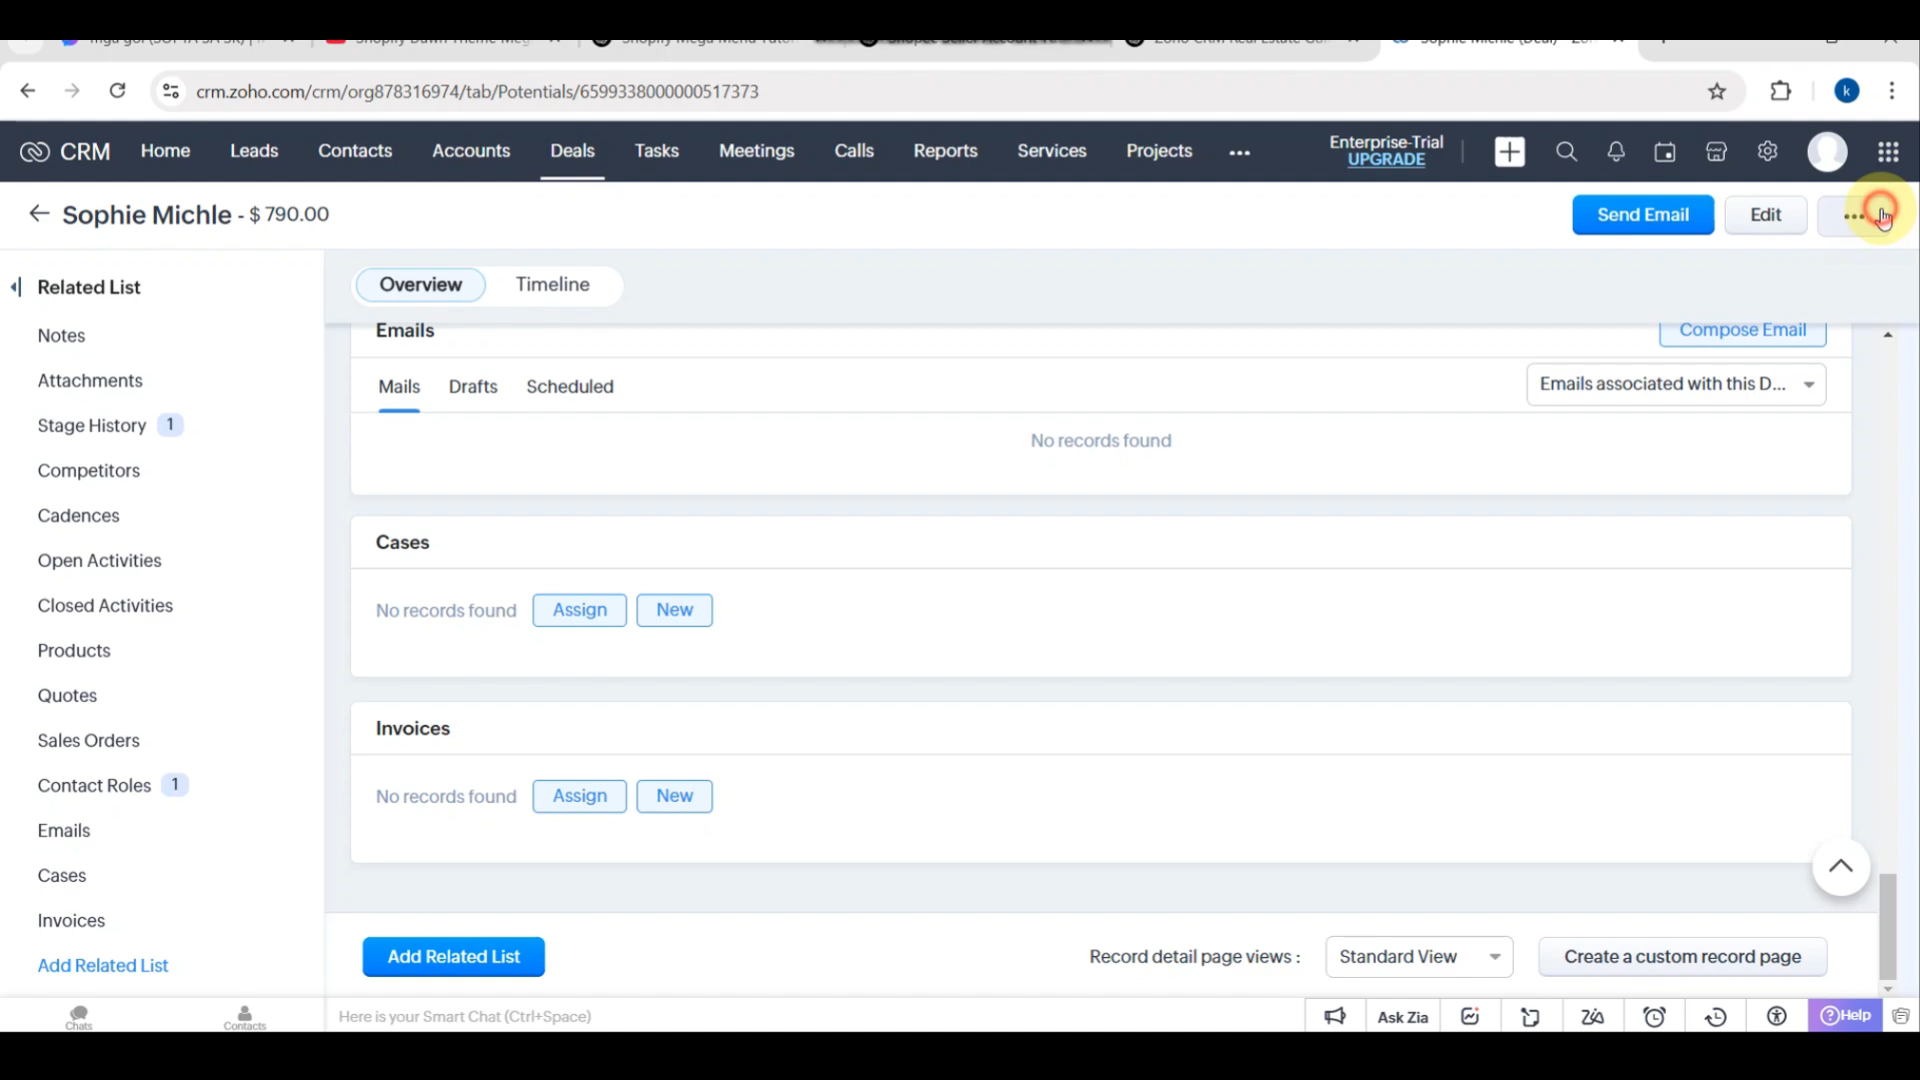 crm.zoho.com/crm/org878316974/tab/Potentials/6599338000000517373
k
CRM Home Leads Contacts Accounts Deals Tasks Meetings Calls Reports Services Projects ...
Enterprise-Trial
UPGRADE
Sophie Michle - $ 790.00
Send Email
Edit
Related List
Overview
Timeline
Notes
Attachments
Stage History 1
Competitors
Cadences
Open Activities
Closed Activities
Products
Quotes
Sales Orders
Contact Roles 1
Emails
Cases
Invoices
Add Related List
Emails
Compose Email
Mails
Drafts
Scheduled
Emails associated with this D...
No records found
Cases
No records found
Assign
New
Invoices
No records found
Assign
New
Add Related List
Record detail page views :
Standard View
Create a custom record page
Chats
Contacts
Here is your Smart Chat (Ctrl+Space)
Ask Zia
Help